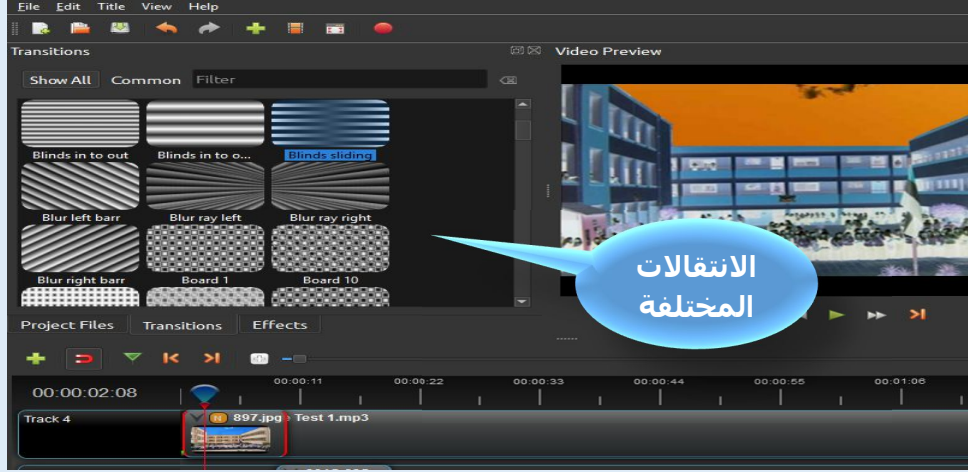 File Edit Title View Help
Transitions
Video Preview
Show All Common Filter
Blinds in to out Blinds in to o... Blinds sliding
Blur left barr Blur ray left Blur ray right
Blur right barr Board 1 Board 10
الانتقالات
المختلفة
Project Files Transitions Effects
00:00:02:08
00:00:11 00:00:22 00:00:33 00:00:44 00:00:55 00:01:06
Track 4
N 897.jpg Test 1.mp3